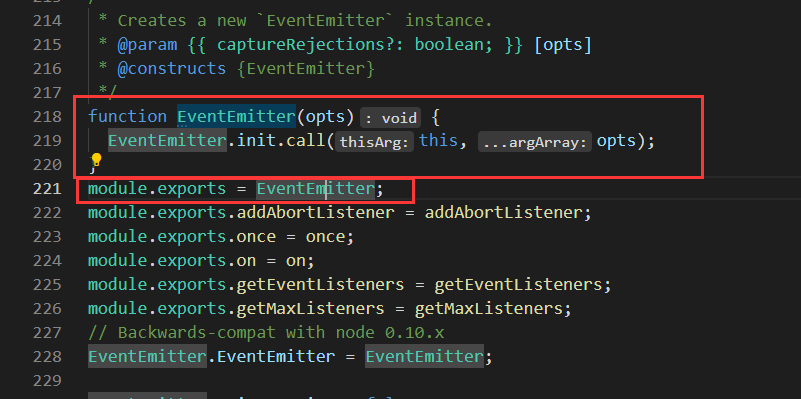 214 * Creates a new `EventEmitter` instance.
215 * @param {{ captureRejections?: boolean; }} [opts]
216 * @constructs {EventEmitter}
217 */
218 function EventEmitter(opts): void {
219 EventEmitter.init.call(thisArg: this, ...argArray: opts);
220 }
221 module.exports = EventEmitter;
222 module.exports.addAbortListener = addAbortListener;
223 module.exports.once = once;
224 module.exports.on = on;
225 module.exports.getEventListeners = getEventListeners;
226 module.exports.getMaxListeners = getMaxListeners;
227 // Backwards-compat with node 0.10.x
228 EventEmitter.EventEmitter = EventEmitter;
229